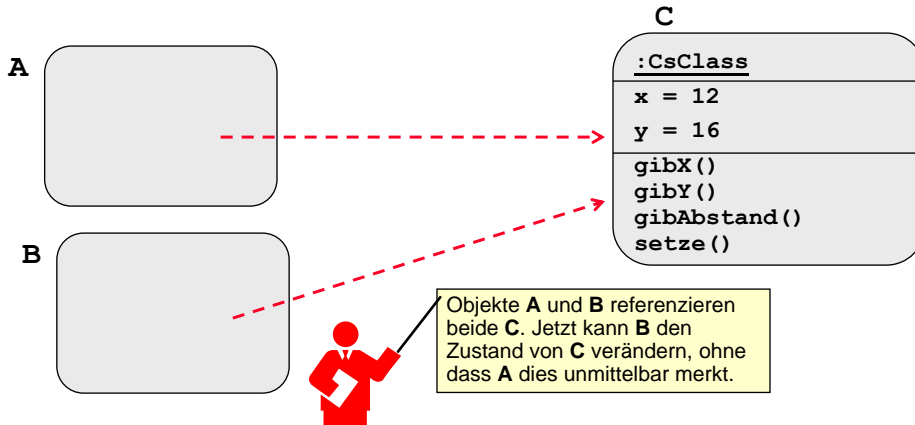 C
A
:CsClass
x = 12
y = 16
gibX()
gibY()
gibAbstand()
setze()
B
Objekte A und B referenzieren
beide C. Jetzt kann B den
Zustand von C verändern, ohne
dass A dies unmittelbar merkt.